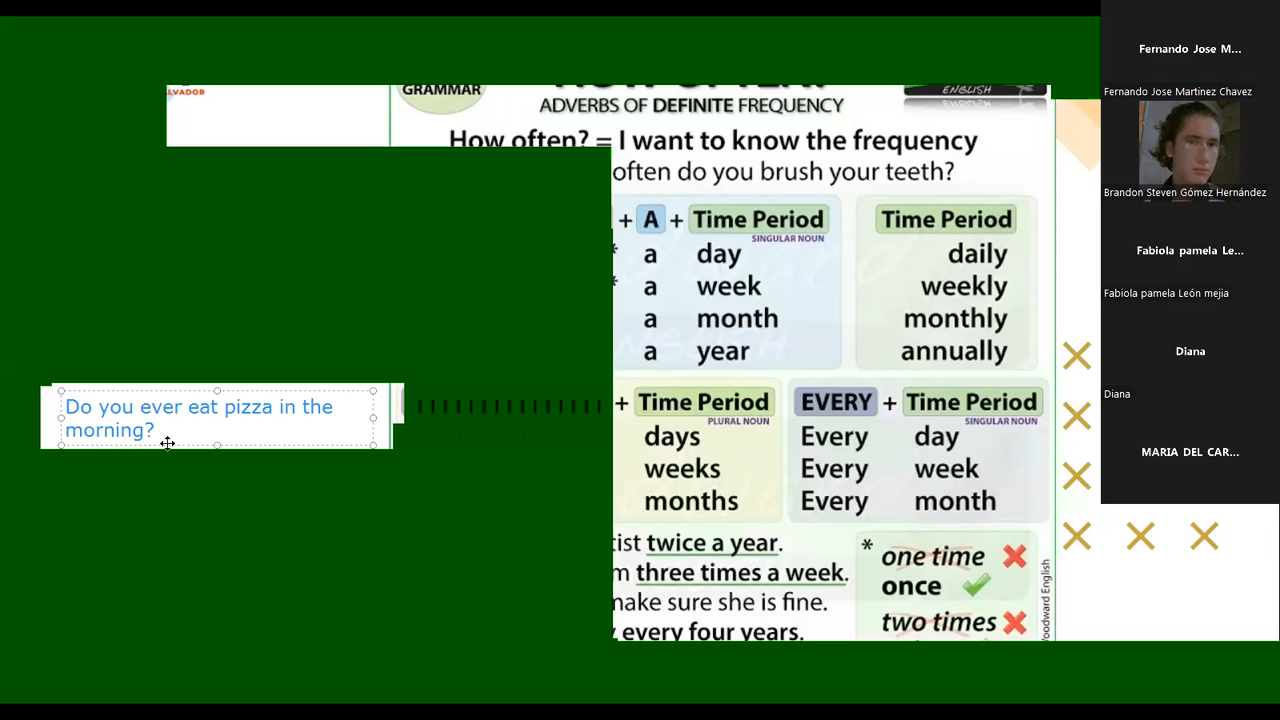 LVADOR
GRAMMAR
ENGLISH
ADVERBS OF DEFINITE FREQUENCY
How often? = I want to know the frequency
often do you brush your teeth?
+ A + Time Period
SINGULAR NOUN
* a day
* a week
a month
a year
Time Period
daily
weekly
monthly
annually
Do you ever eat pizza in the
morning?
+ Time Period
PLURAL NOUN
days
weeks
months
EVERY + Time Period
SINGULAR NOUN
Every day
Every week
Every month
tist twice a year.
m three times a week.
make sure she is fine.
every four years.
* one time
once
two times
oodward English
Fernando Jose M...
Fernando Jose Martinez Chavez
Brandon Steven Gómez Hernández
Fabiola pamela Le...
Fabiola pamela León mejia
Diana
Diana
MARIA DEL CAR...